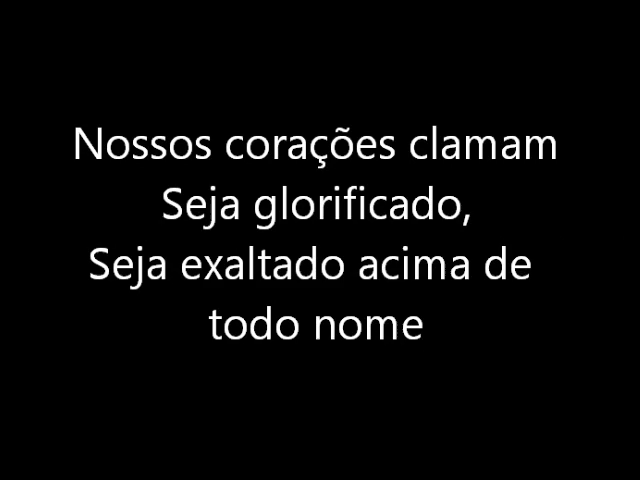 Nossos corações clamam
Seja glorificado,
Seja exaltado acima de
todo nome